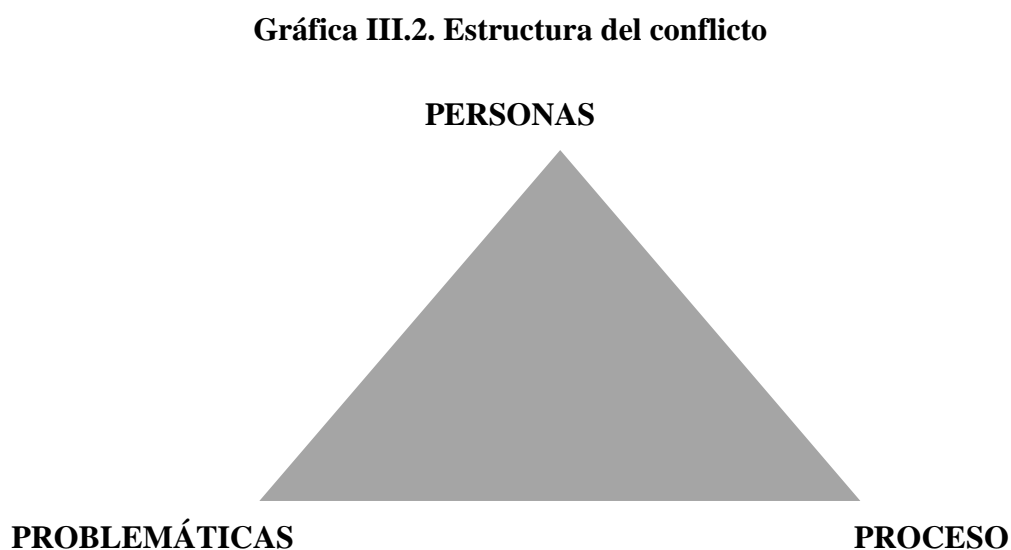 Gráfica III.2. Estructura del conflicto
PERSONAS
PROBLEMÁTICAS PROCESO